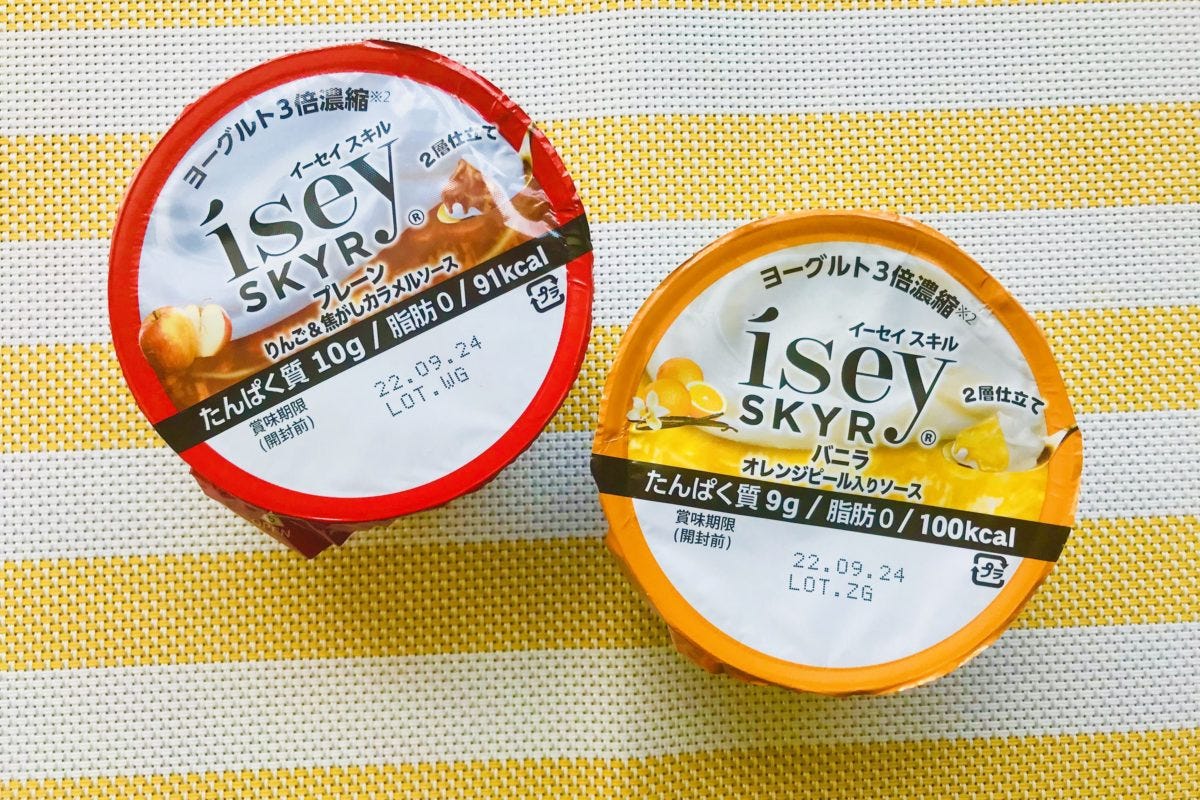 ヨーグルト3倍濃縮※2
イーセイ スキル
2層仕立て
ísey
SKYR®
プレーン
りんご&焦がしカラメルソース
たんぱく質 10g / 脂肪 0 / 91kcal
プラ
賞味期限
(開封前)
22.09.24
LOT.WG
ヨーグルト3倍濃縮※2
イーセイ スキル
ísey
2層仕立て
SKYR®
バニラ
オレンジピール入りソース
たんぱく質 9g / 脂肪 0 / 100kcal
賞味期限
(開封前)
プラ
22.09.24
LOT.ZG